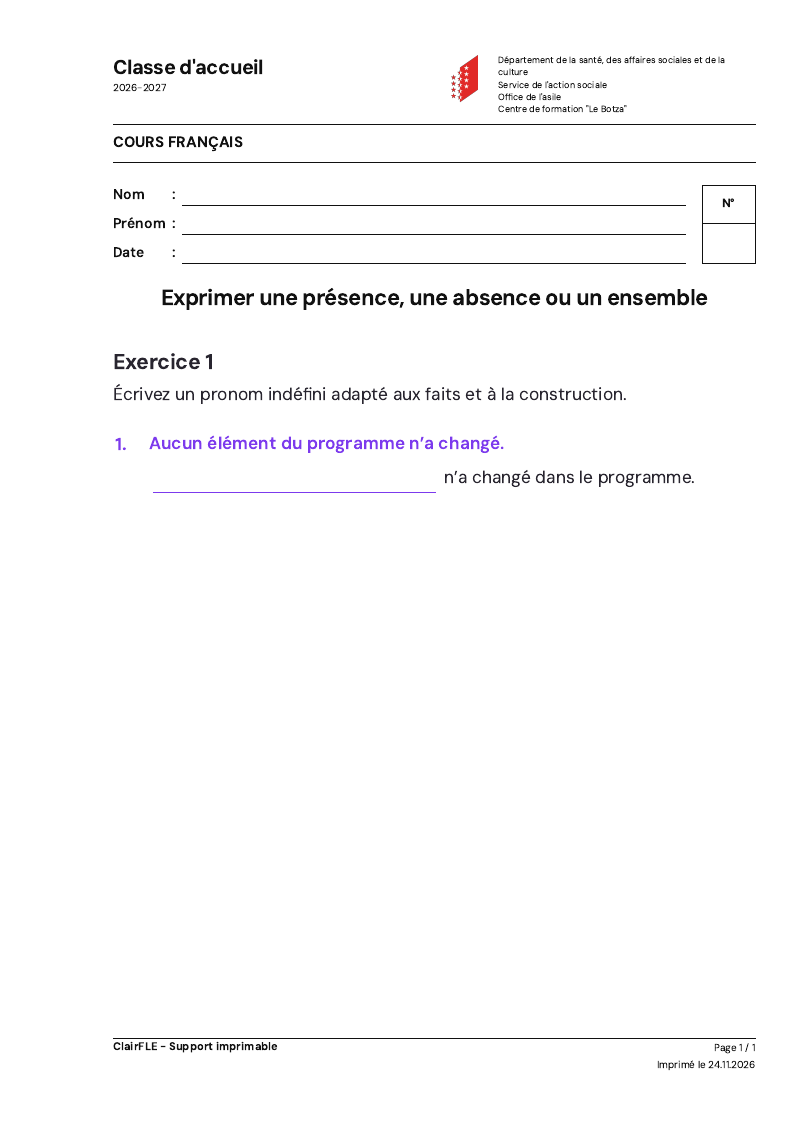 Classe d'accueil
2026-2027
Département de la santé, des affaires sociales et de la
culture
Service de l'action sociale
Office de l'asile
Centre de formation "Le Botza"
COURS FRANÇAIS
Nom :
Prénom :
Date :
N°
Exprimer une présence, une absence ou un ensemble
Exercice 1
Écrivez un pronom indéfini adapté aux faits et à la construction.
1. Aucun élément du programme n’a changé.
n’a changé dans le programme.
ClairFLE - Support imprimable
Page 1 / 1
Imprimé le 24.11.2026